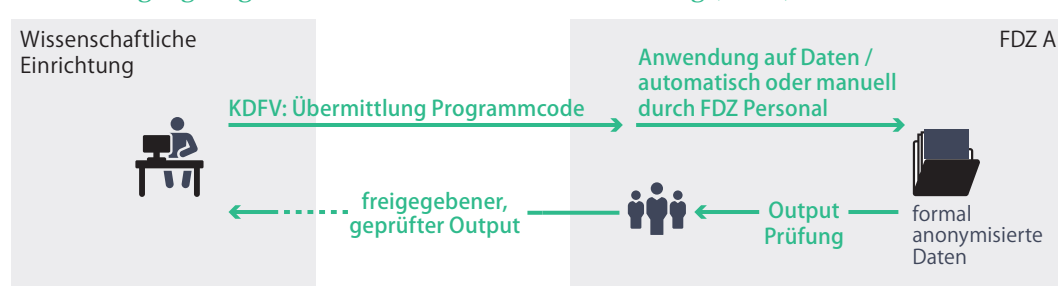 Wissenschaftliche
Einrichtung
FDZ A
KDFV: Übermittlung Programmcode
Anwendung auf Daten /
automatisch oder manuell
durch FDZ Personal
freigegebener,
geprüfter Output
Output
Prüfung
formal
anonymisierte
Daten